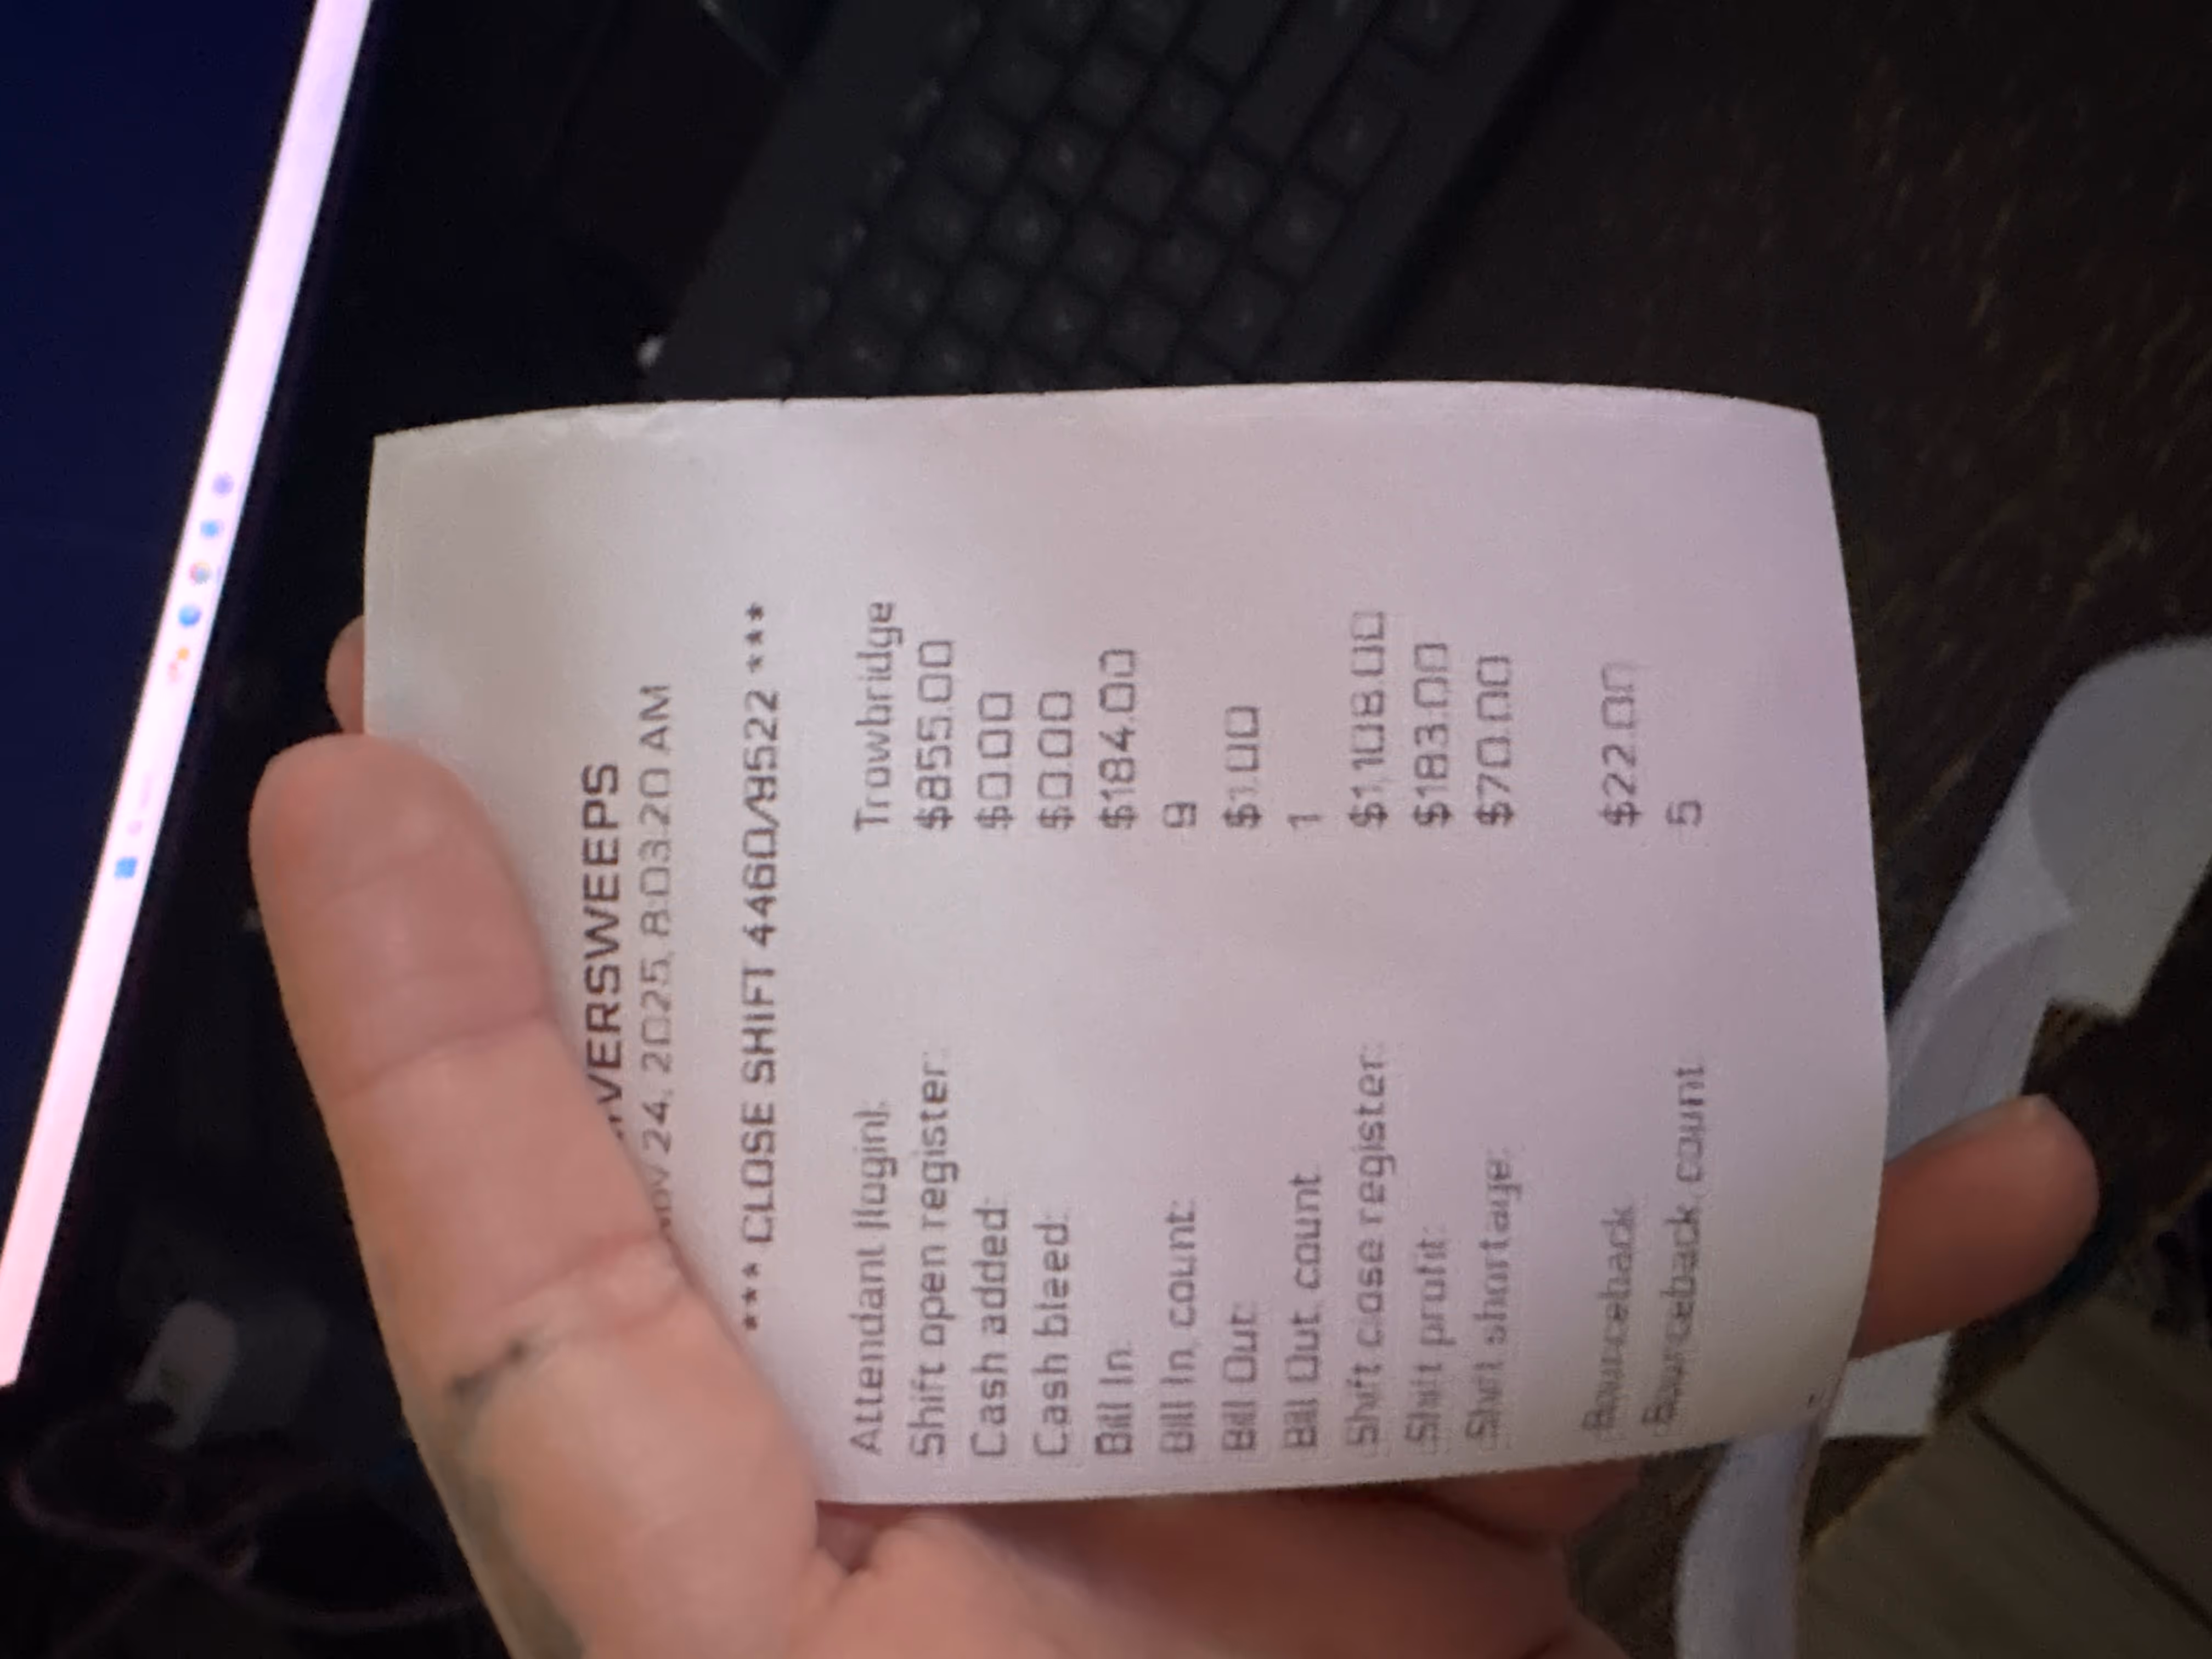 VERSWEEPS
24, 2025, 8:03:20 AM
*** CLOSE SHIFT 4460/8522 ***
Attendant (login): Trowbridge
Shift open register: $855.00
Cash added: $0.00
Cash bleed: $0.00
Bill In: $184.00
Bill In, count: 9
Bill Out: $1.00
Bill Out, count 1
Shift close register: $1,108.00
Shift profit: $183.00
Shift shortage: $70.00
Bounceback $22.00
Bounceback, count 5